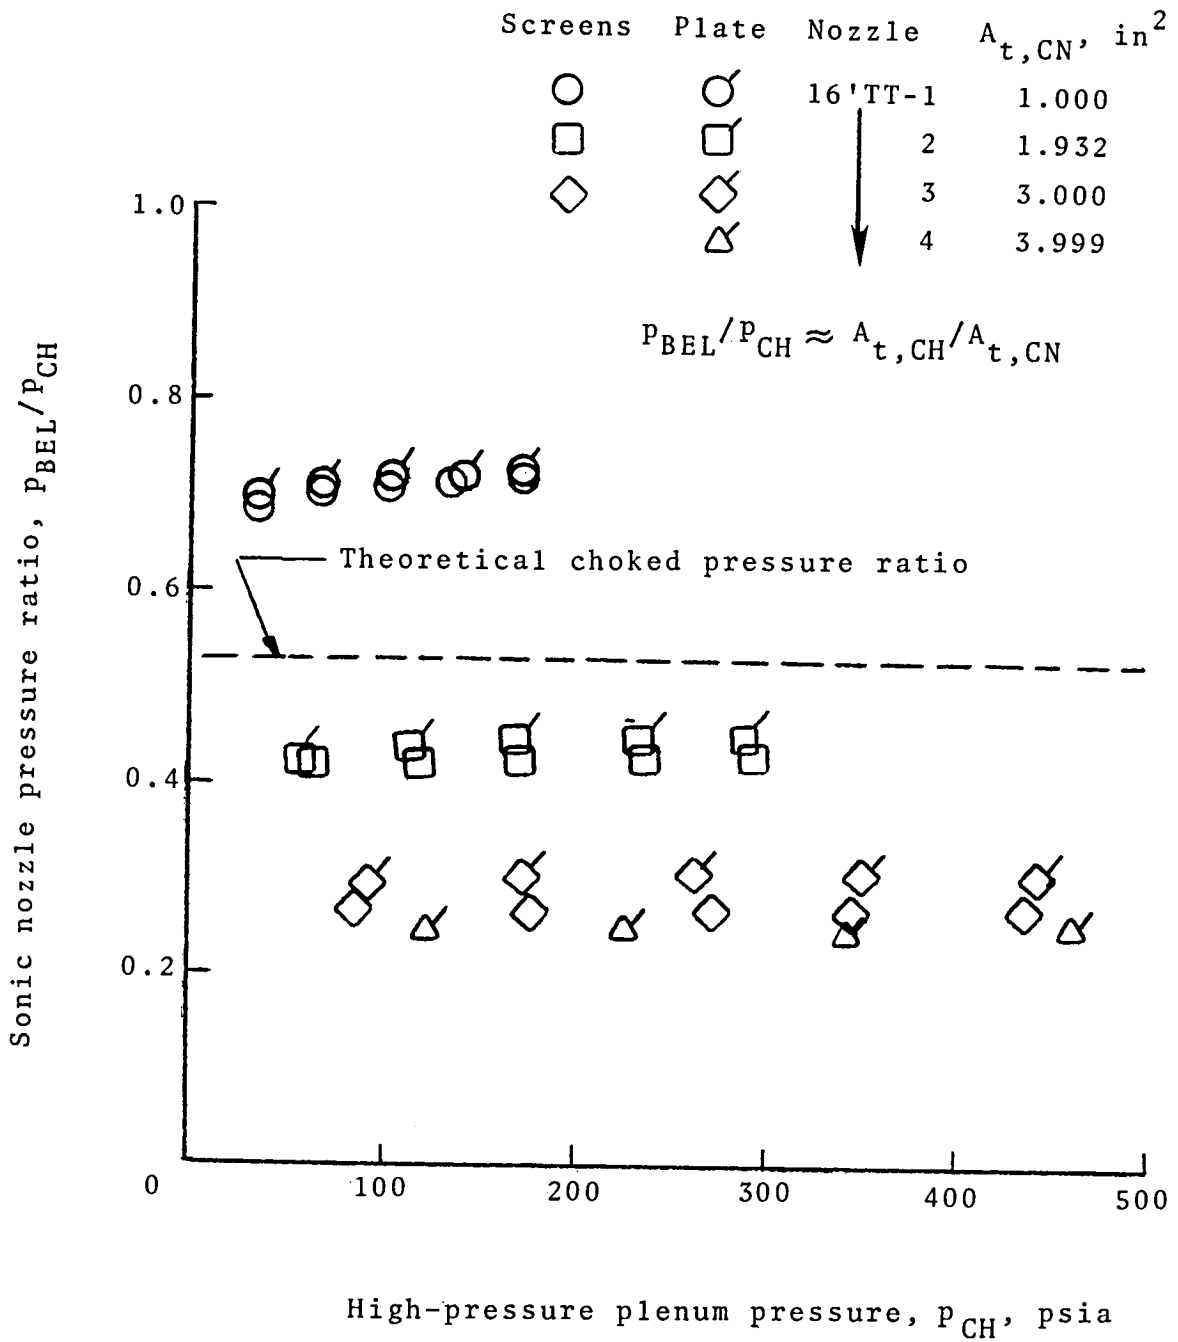 Screens Plate Nozzle A_t,CN, in²
16'TT-1 1.000
2 1.932
3 3.000
4 3.999
p_BEL/p_CH ≈ A_t,CH/A_t,CN
1.0
0.8
0.6
0.4
0.2
0
Theoretical choked pressure ratio
Sonic nozzle pressure ratio, p_BEL/p_CH
100 200 300 400 500
High-pressure plenum pressure, p_CH, psia